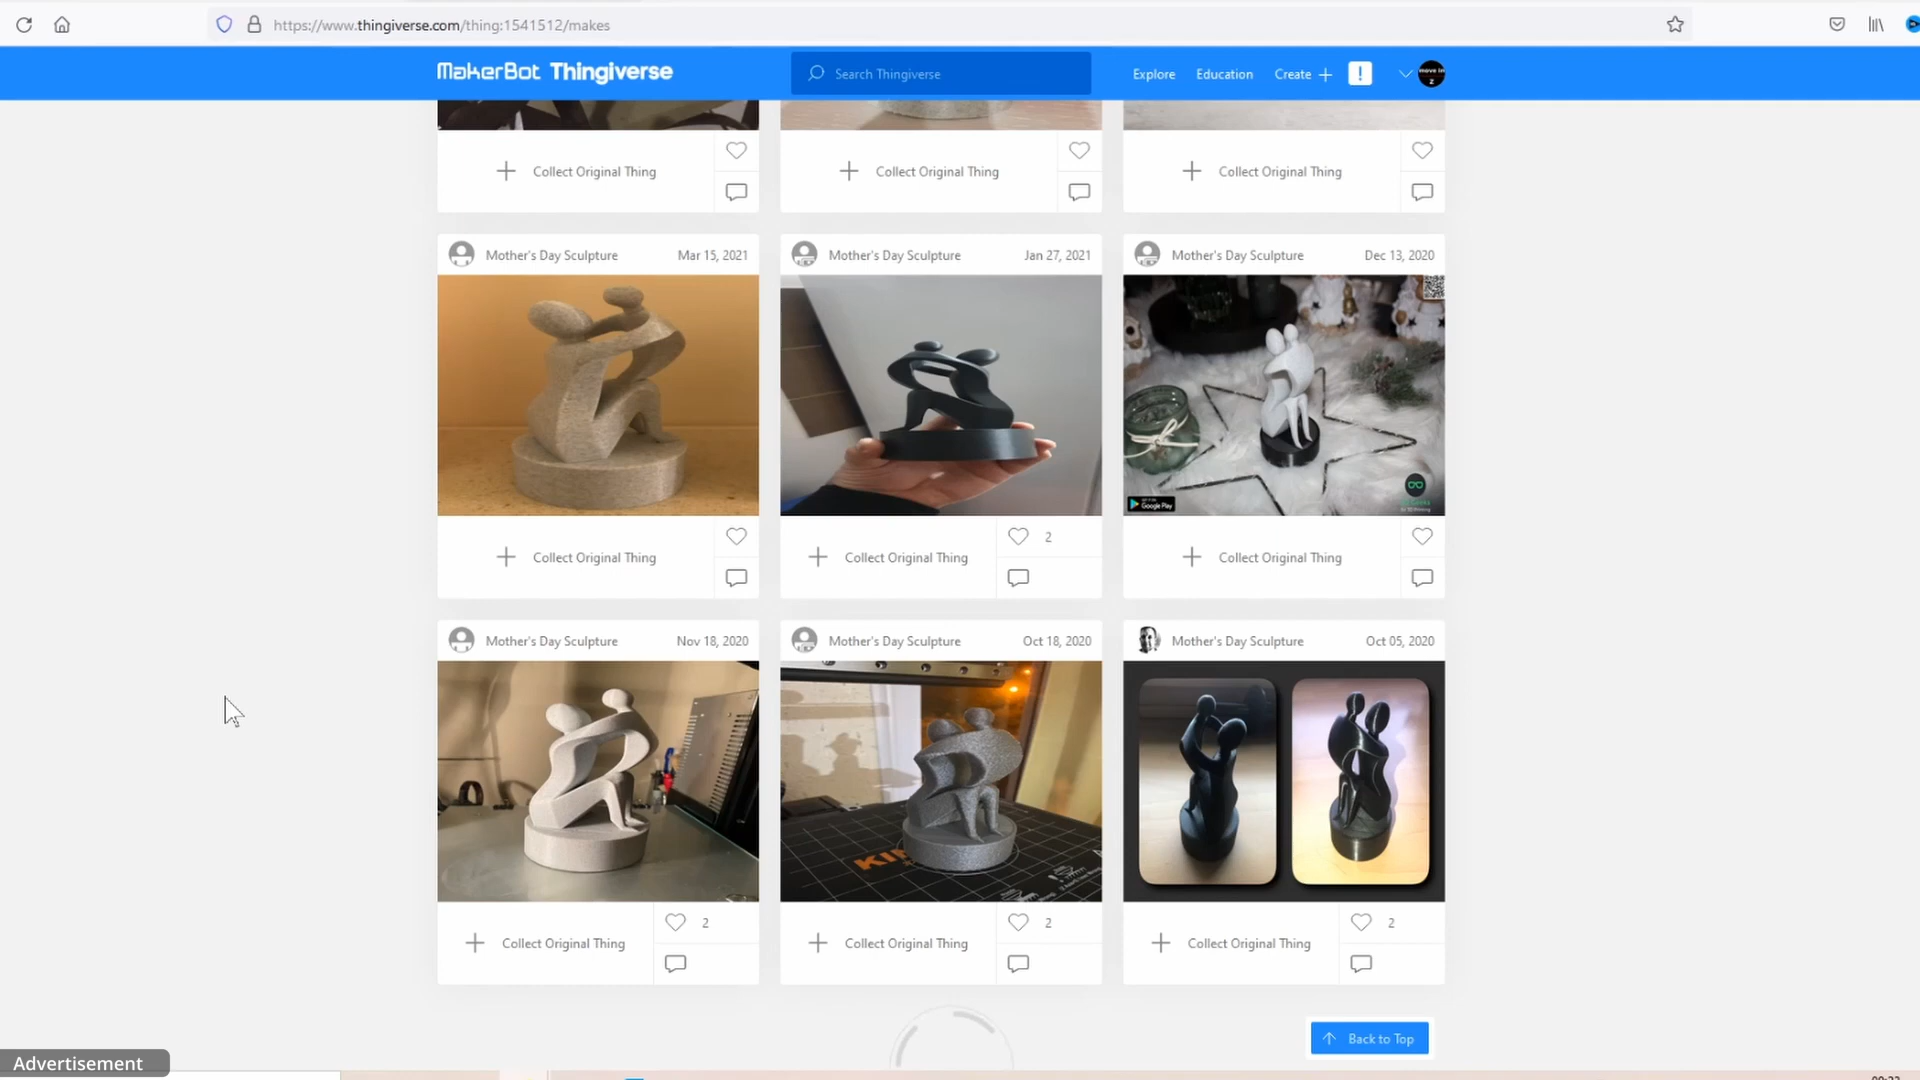 https://www.thingiverse.com/thing:1541512/makes
MakerBot Thingiverse
Search Thingiverse
Explore
Education
Create
!
move in
z
Collect Original Thing
Collect Original Thing
Collect Original Thing
Mother's Day Sculpture
Mar 15, 2021
Mother's Day Sculpture
Jan 27, 2021
Mother's Day Sculpture
Dec 13, 2020
Google Play
Collect Original Thing
Collect Original Thing
2
Collect Original Thing
Mother's Day Sculpture
Nov 18, 2020
Mother's Day Sculpture
Oct 18, 2020
Mother's Day Sculpture
Oct 05, 2020
Collect Original Thing
2
Collect Original Thing
2
Collect Original Thing
2
Back to Top
Advertisement